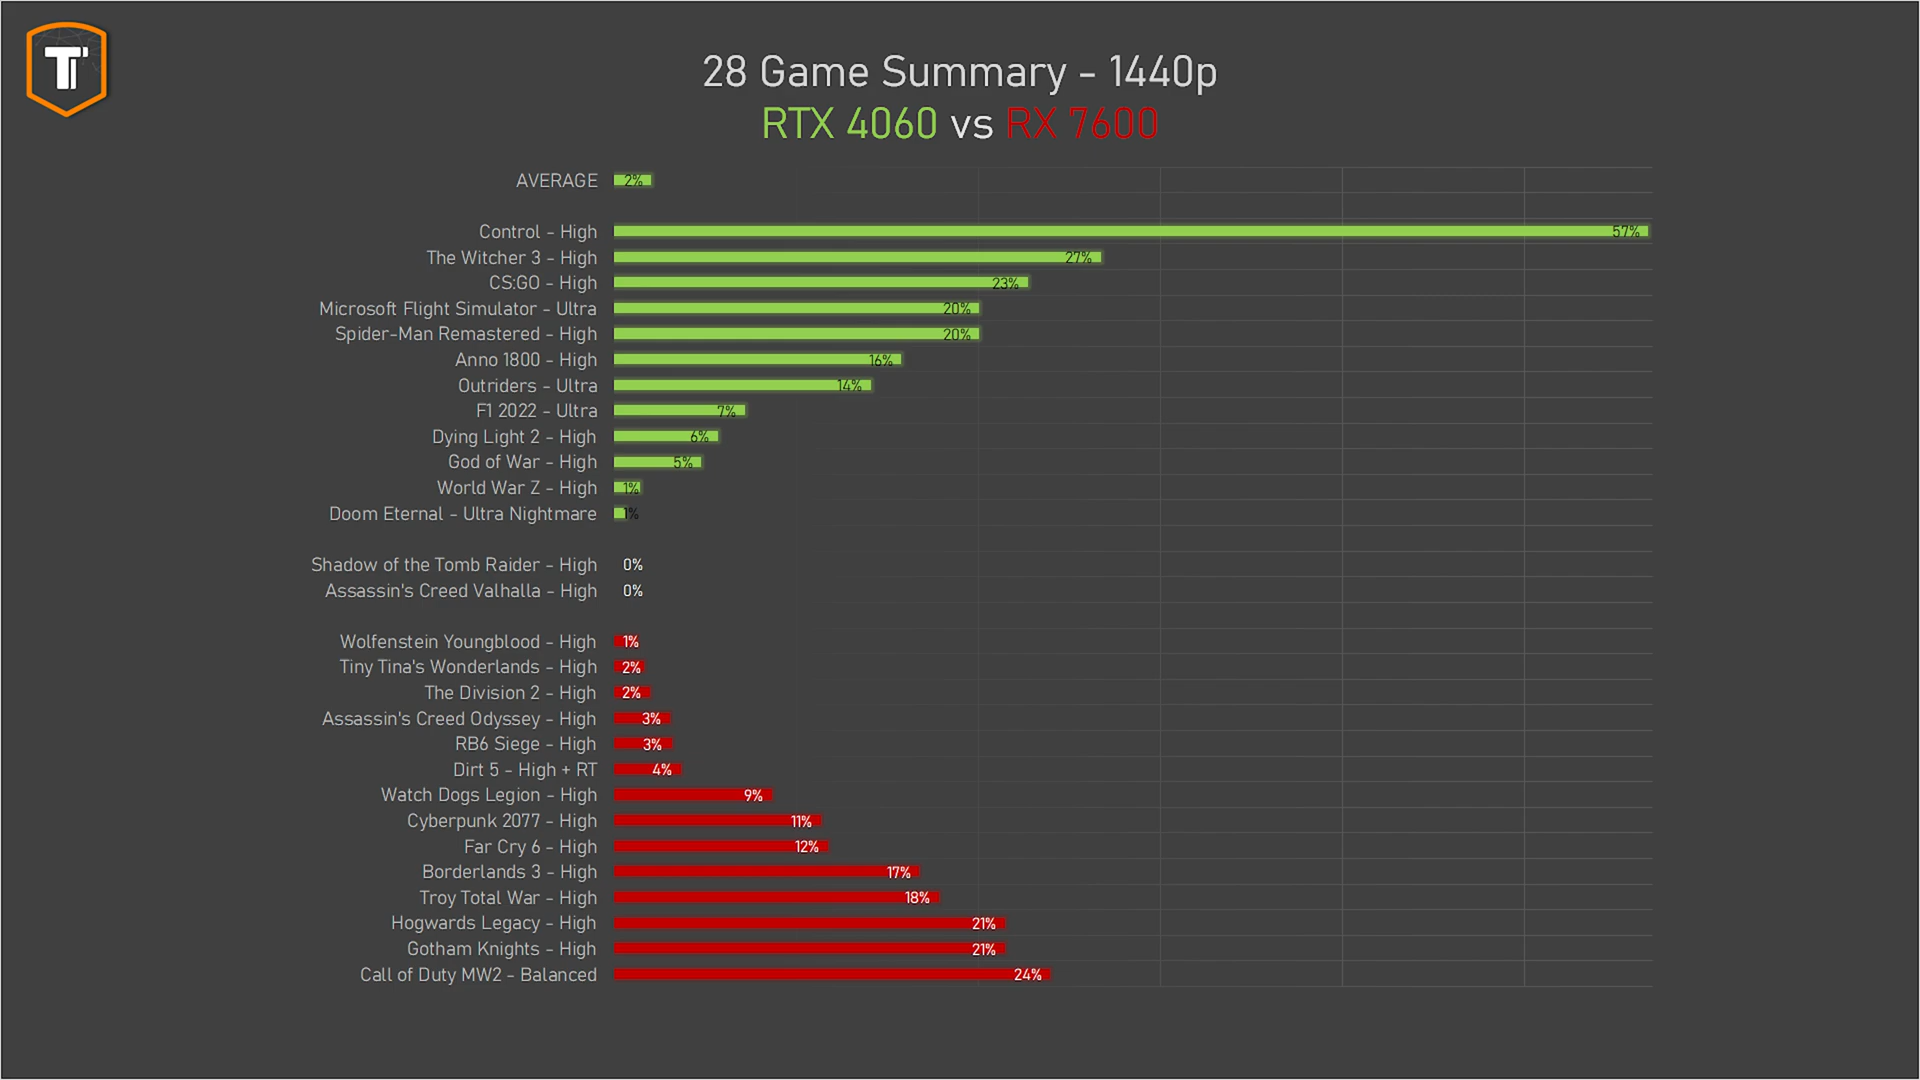 T
28 Game Summary - 1440p
RTX 4060 vs RX 7600
AVERAGE 2%
Control - High 57%
The Witcher 3 - High 27%
CS:GO - High 23%
Microsoft Flight Simulator - Ultra 20%
Spider-Man Remastered - High 20%
Anno 1800 - High 16%
Outriders - Ultra 14%
F1 2022 - Ultra 7%
Dying Light 2 - High 6%
God of War - High 5%
World War Z - High 1%
Doom Eternal - Ultra Nightmare 1%
Shadow of the Tomb Raider - High 0%
Assassin's Creed Valhalla - High 0%
Wolfenstein Youngblood - High 1%
Tiny Tina's Wonderlands - High 2%
The Division 2 - High 2%
Assassin's Creed Odyssey - High 3%
RB6 Siege - High 3%
Dirt 5 - High + RT 4%
Watch Dogs Legion - High 9%
Cyberpunk 2077 - High 11%
Far Cry 6 - High 12%
Borderlands 3 - High 17%
Troy Total War - High 18%
Hogwards Legacy - High 21%
Gotham Knights - High 21%
Call of Duty MW2 - Balanced 24%